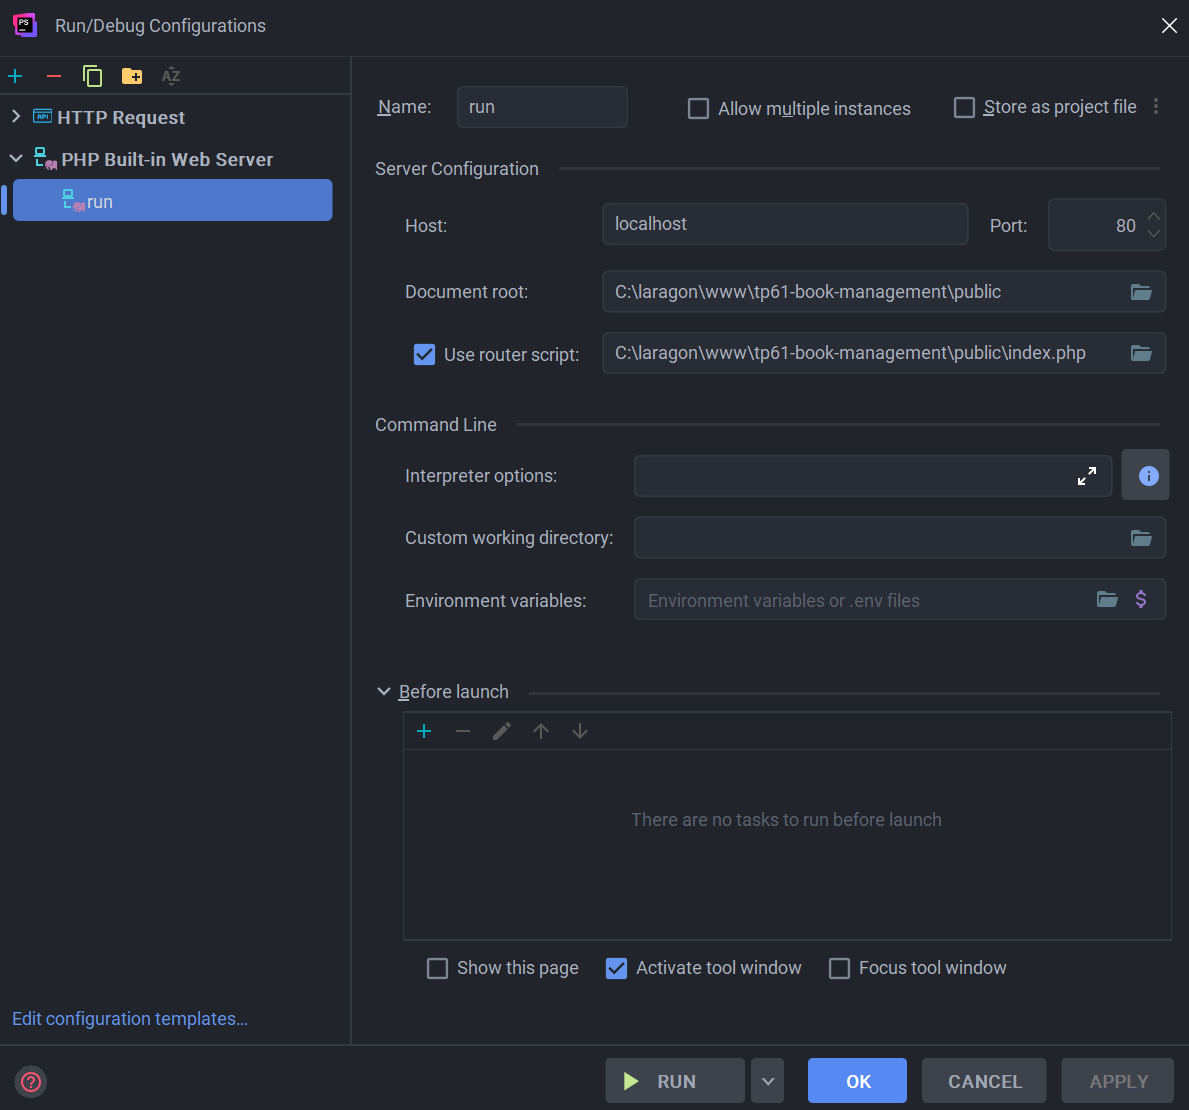 PS
Run/Debug Configurations
AZ
API HTTP Request
PHP Built-in Web Server
run
Name: run
Allow multiple instances
Store as project file
Server Configuration
Host: localhost
Port: 80
Document root: C:\laragon\www\tp61-book-management\public
Use router script: C:\laragon\www\tp61-book-management\public\index.php
Command Line
Interpreter options:
Custom working directory:
Environment variables: Environment variables or .env files
Before launch
There are no tasks to run before launch
Show this page
Activate tool window
Focus tool window
Edit configuration templates...
RUN
OK
CANCEL
APPLY